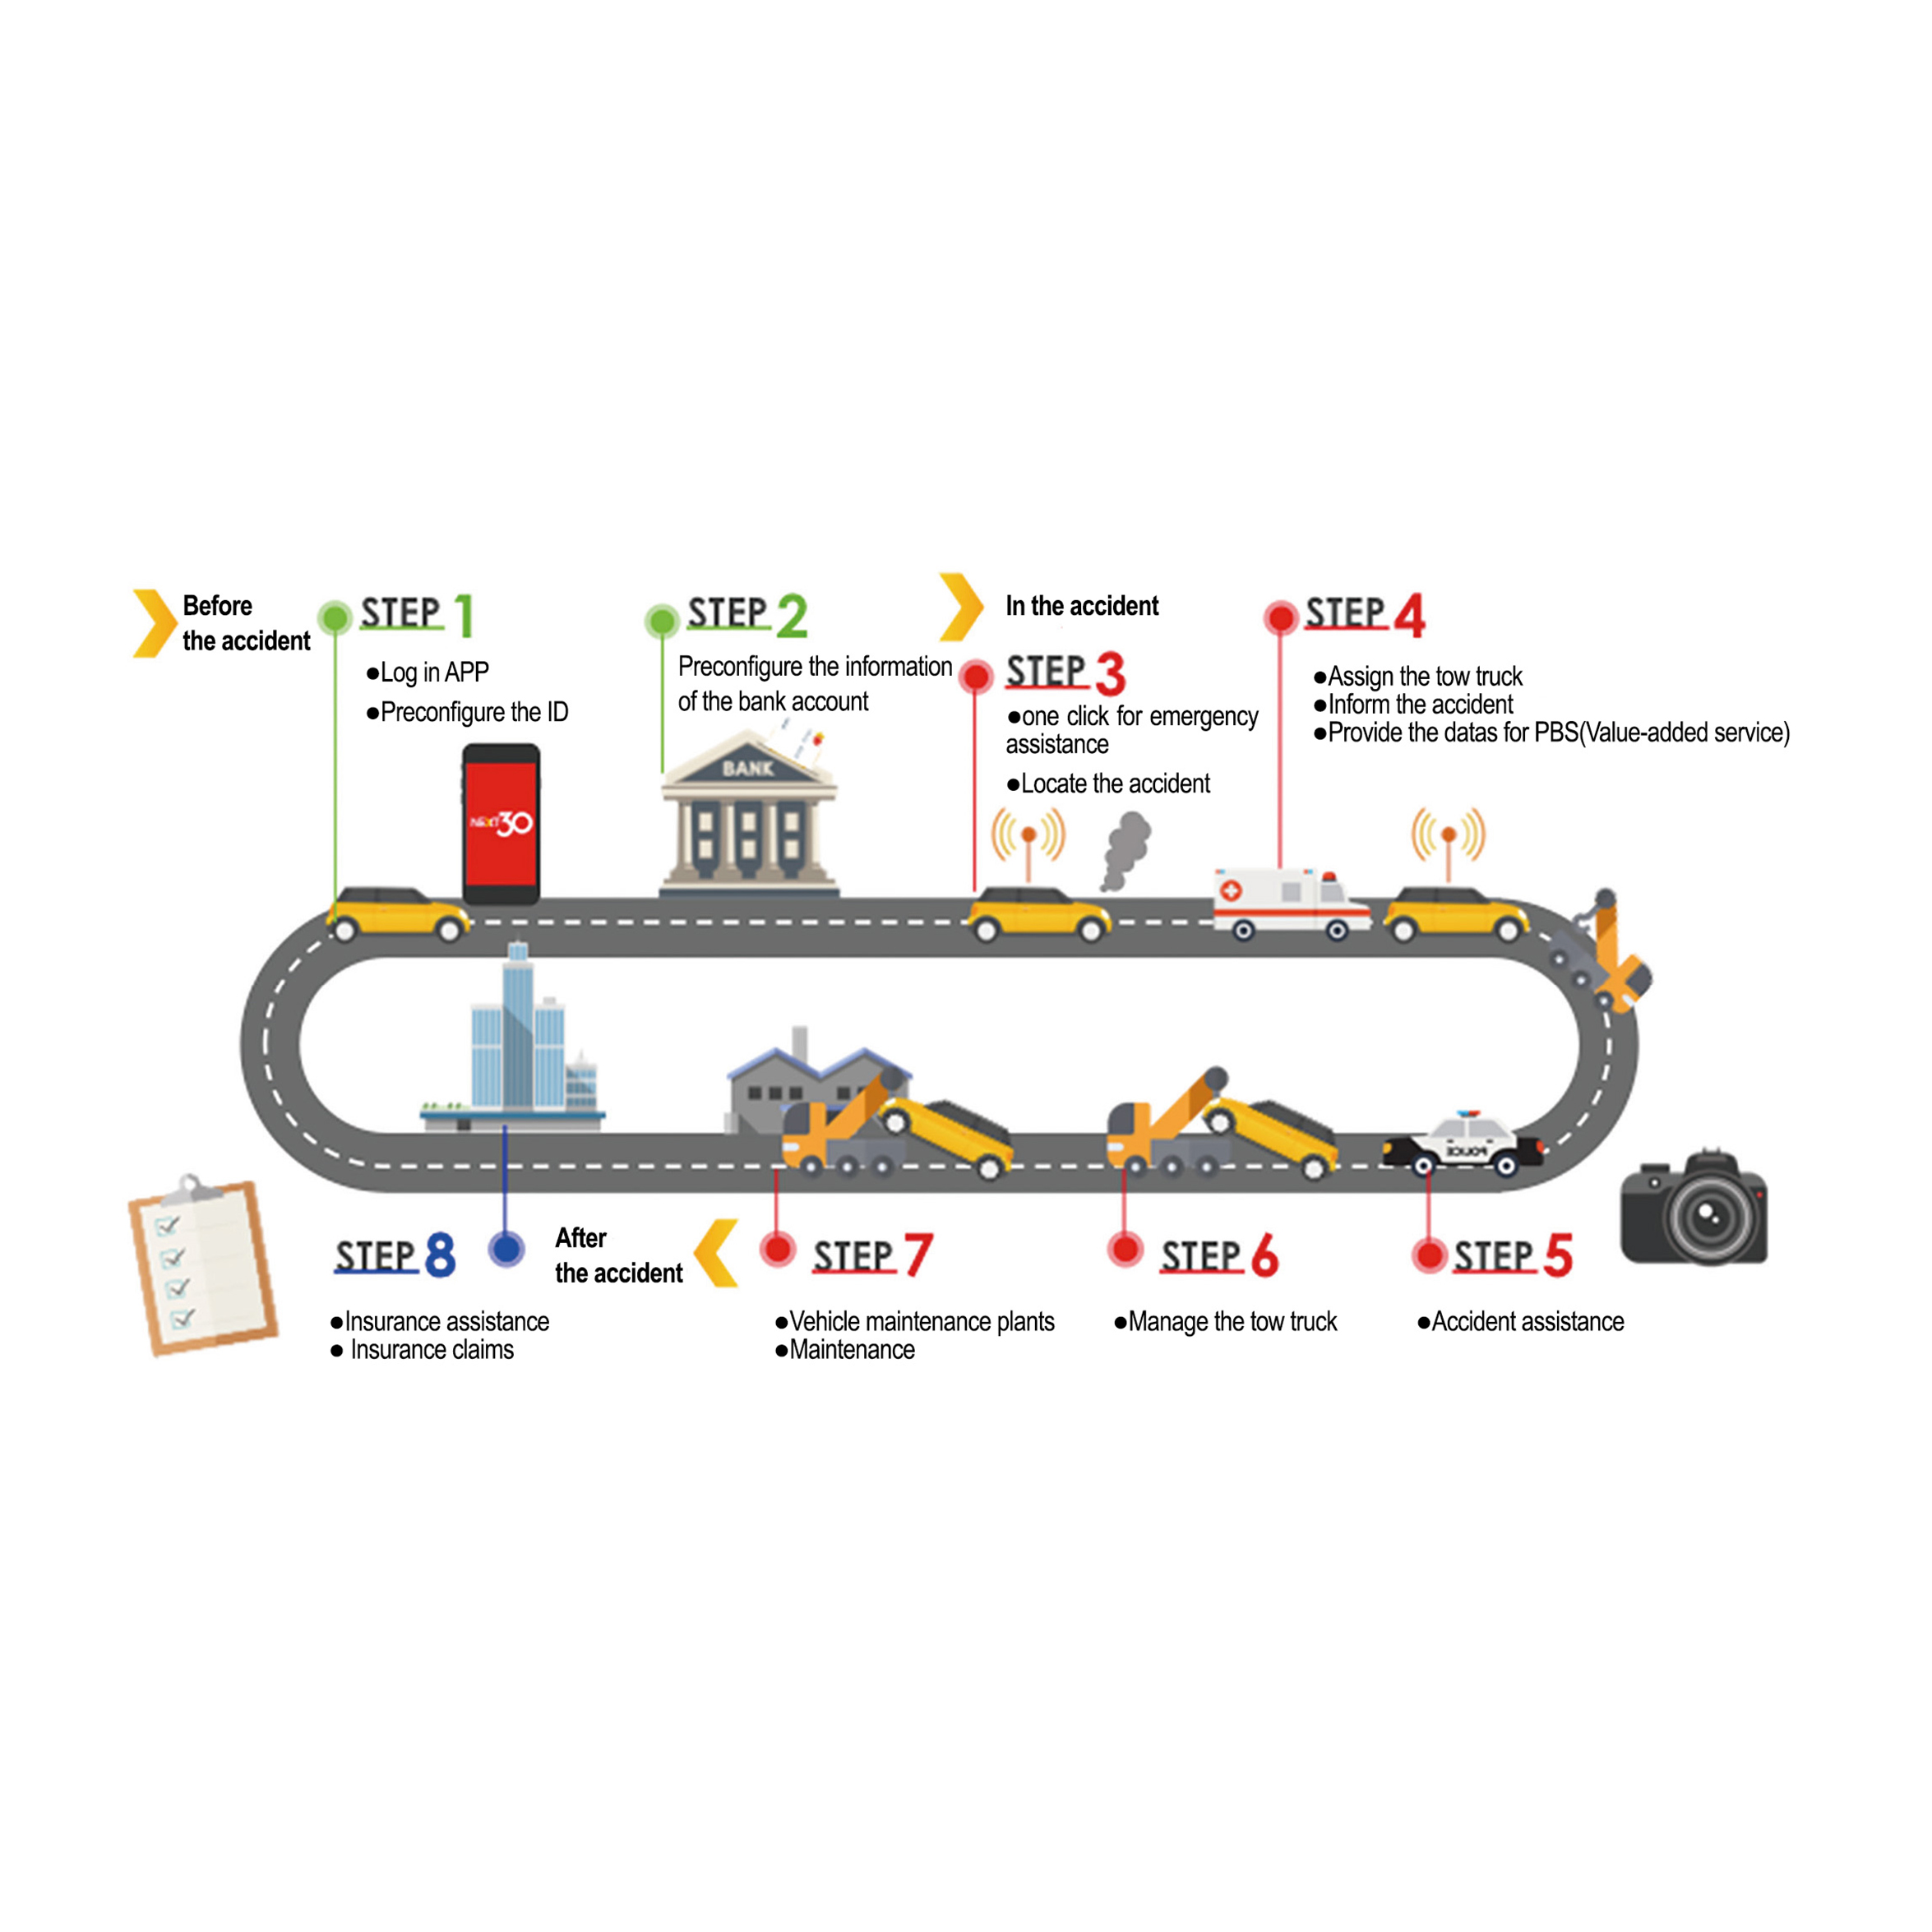 Before
the accident
STEP 1
●Log in APP
●Preconfigure the ID
STEP 2
Preconfigure the information
of the bank account
In the accident
STEP 3
●one click for emergency
assistance
●Locate the accident
STEP 4
●Assign the tow truck
●Inform the accident
●Provide the datas for PBS(Value-added service)
NEXT30
BANK
POLICE
STEP 8
●Insurance assistance
● Insurance claims
After
the accident
STEP 7
●Vehicle maintenance plants
●Maintenance
STEP 6
●Manage the tow truck
STEP 5
●Accident assistance